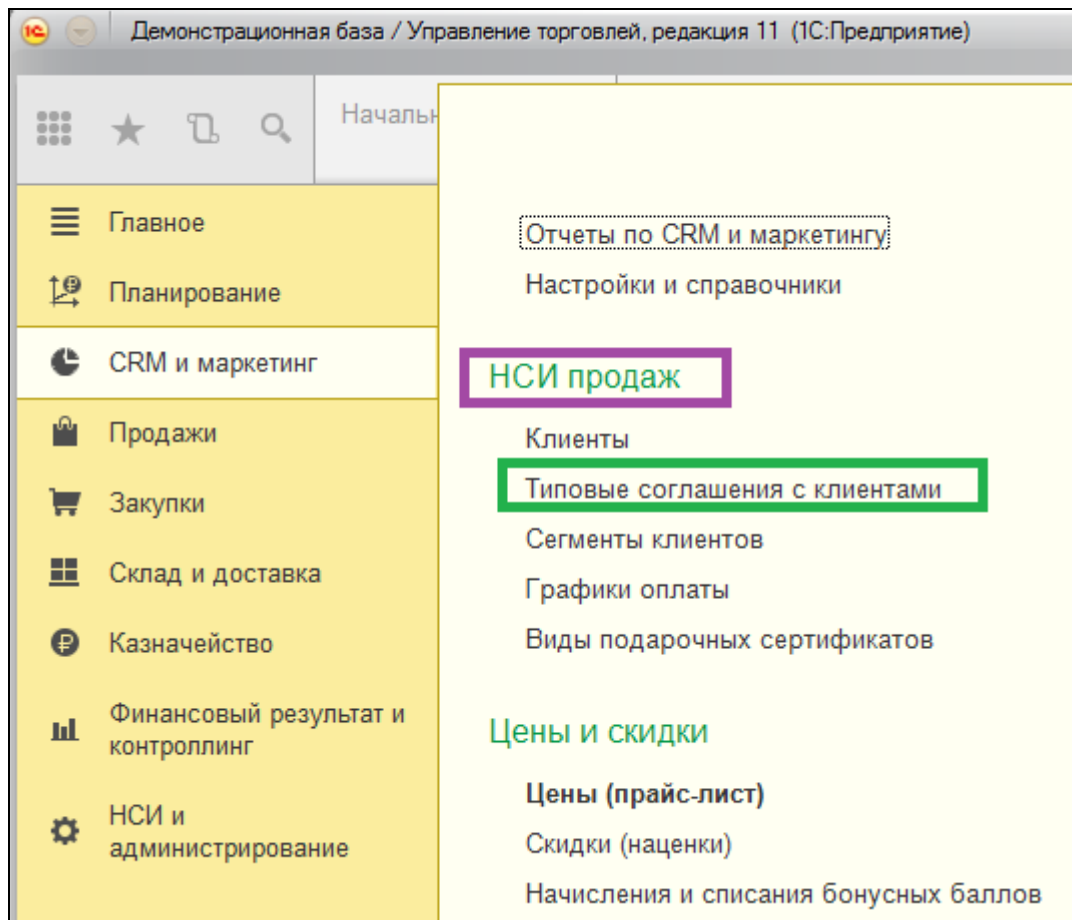 Демонстрационная база / Управление торговлей, редакция 11 (1С:Предприятие)
Главное
Планирование
CRM и маркетинг
Продажи
Закупки
Склад и доставка
Казначейство
Финансовый результат и
контроллинг
НСИ и
администрирование
Отчеты по CRM и маркетингу
Настройки и справочники
НСИ продаж
Клиенты
Типовые соглашения с клиентами
Сегменты клиентов
Графики оплаты
Виды подарочных сертификатов
Цены и скидки
Цены (прайс-лист)
Скидки (наценки)
Начисления и списания бонусных баллов